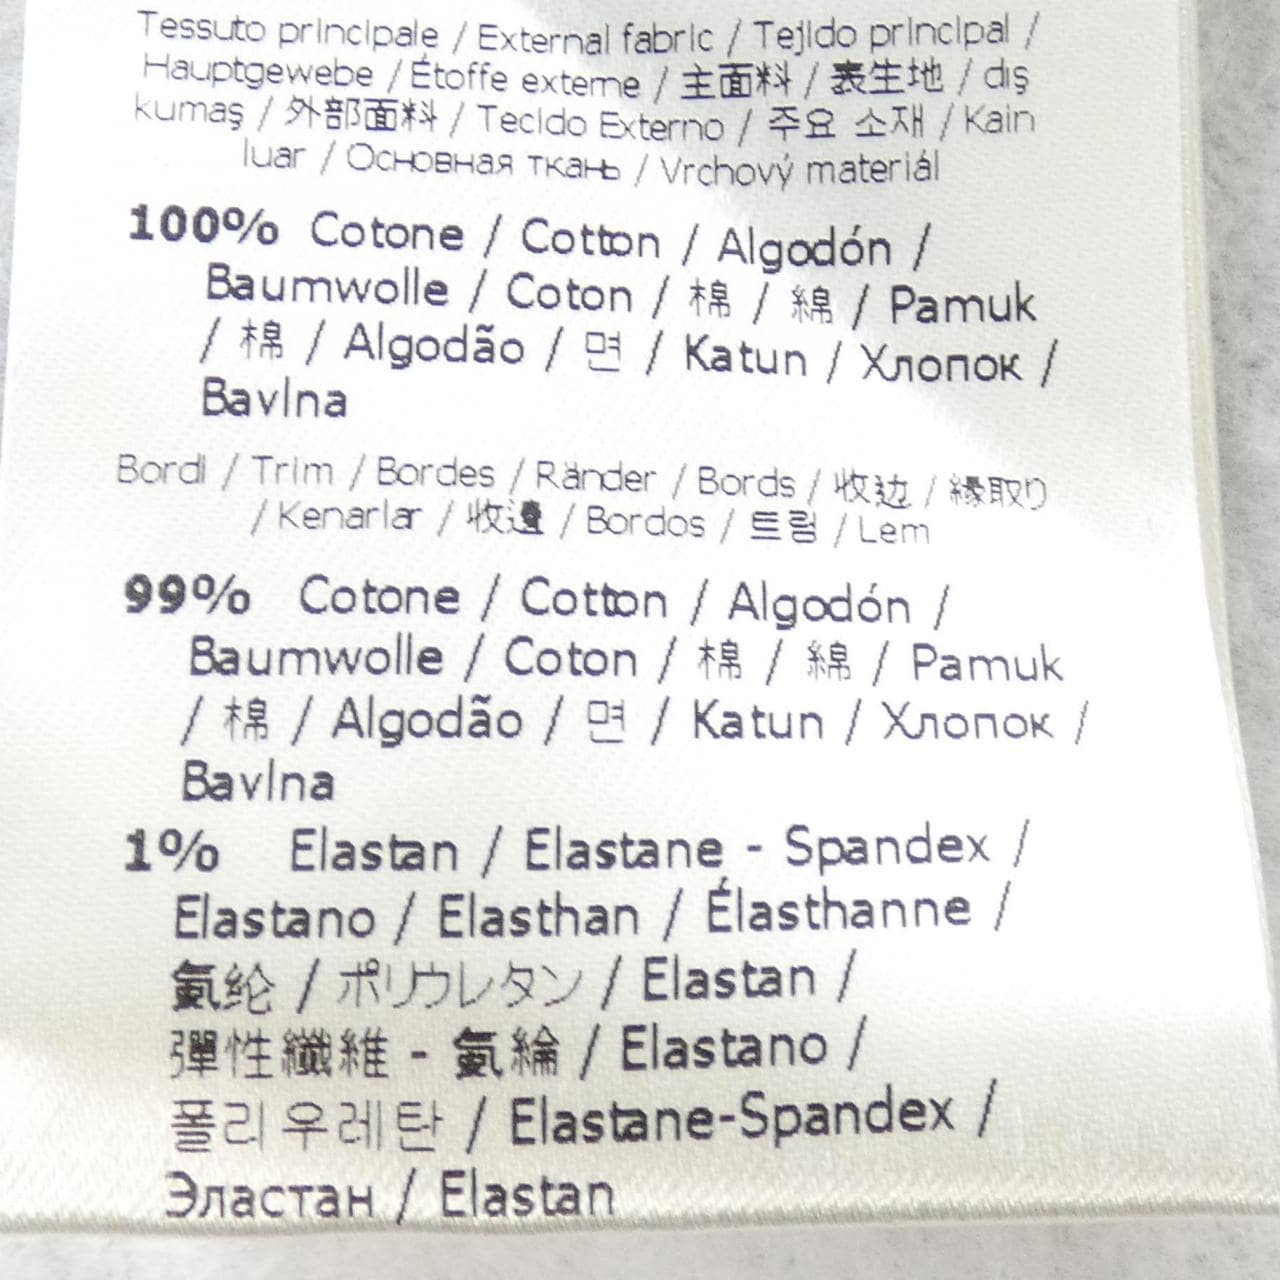 Tessuto principale / External fabric / Tejido principal /
Hauptgewebe / Étoffe externe / 主面料 / 表生地 / dış
kumaş / 外部面料 / Tecido Externo / 주요 소재 / Kain
luar / Основная ткань / Vrchový materiál
100% Cotone / Cotton / Algodón /
Baumwolle / Coton / 棉 / 綿 / Pamuk
/ 棉 / Algodão / 면 / Katun / Хлопок /
Bavlna
Bordi / Trim / Bordes / Ränder / Bords / 收边 / 縁取り
/ Kenarlar / 收邊 / Bordos / 트림 / Lem
99% Cotone / Cotton / Algodón /
Baumwolle / Coton / 棉 / 綿 / Pamuk
/ 棉 / Algodão / 면 / Katun / Хлопок /
Bavlna
1% Elastan / Elastane - Spandex /
Elastano / Elasthan / Élasthanne /
氨纶 / ポリウレタン / Elastan /
彈性纖維 - 氨綸 / Elastano /
폴리우레탄 / Elastane-Spandex /
Эластан / Elastan